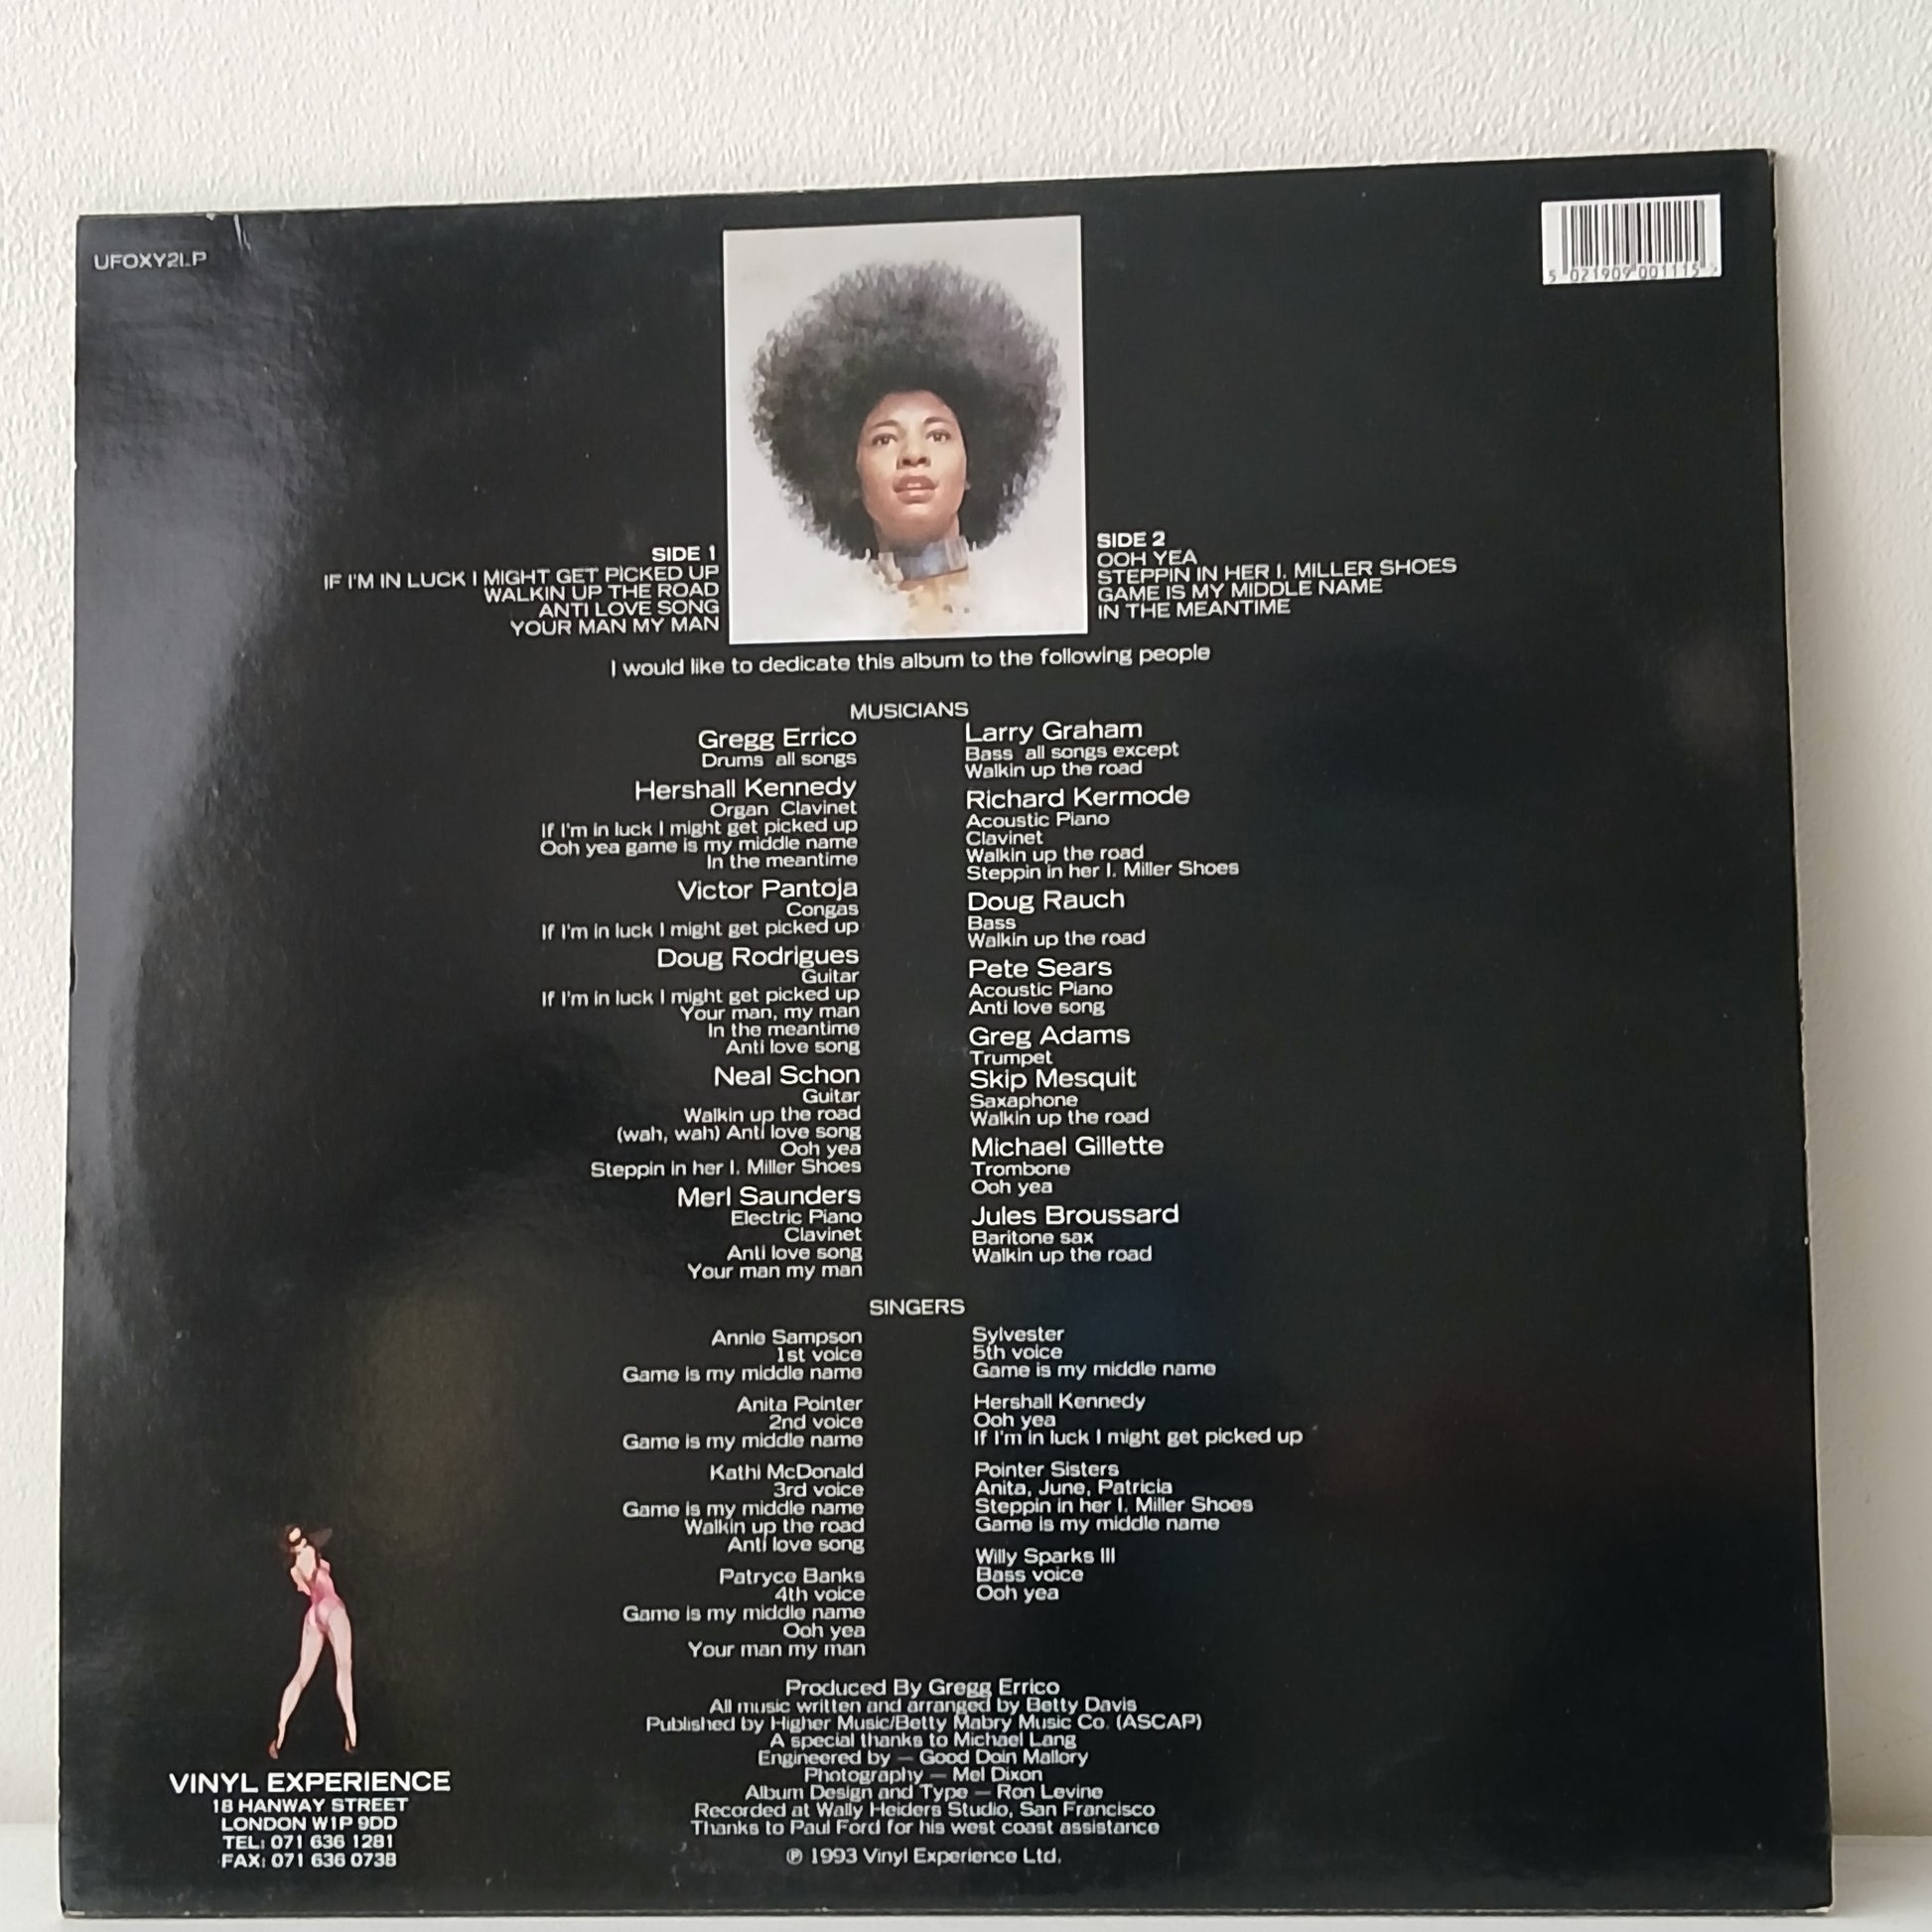 UFOXY2LP
5 021909 001115
SIDE 1
IF I'M IN LUCK I MIGHT GET PICKED UP
WALKIN UP THE ROAD
ANTI LOVE SONG
YOUR MAN MY MAN
SIDE 2
OOH YEA
STEPPIN IN HER I. MILLER SHOES
GAME IS MY MIDDLE NAME
IN THE MEANTIME
I would like to dedicate this album to the following people
MUSICIANS
Gregg Errico
Drums all songs
Hershall Kennedy
Organ Clavinet
If I'm in luck I might get picked up
Ooh yea game is my middle name
In the meantime
Victor Pantoja
Congas
If I'm in luck I might get picked up
Doug Rodrigues
Guitar
If I'm in luck I might get picked up
Your man, my man
In the meantime
Anti love song
Neal Schon
Guitar
Walkin up the road
(wah, wah) Anti love song
Ooh yea
Steppin in her I. Miller Shoes
Merl Saunders
Electric Piano
Clavinet
Anti love song
Your man my man
Larry Graham
Bass all songs except
Walkin up the road
Richard Kermode
Acoustic Piano
Clavinet
Walkin up the road
Steppin in her I. Miller Shoes
Doug Rauch
Bass
Walkin up the road
Pete Sears
Acoustic Piano
Anti love song
Greg Adams
Trumpet
Skip Mesquit
Saxaphone
Walkin up the road
Michael Gillette
Trombone
Ooh yea
Jules Broussard
Baritone sax
Walkin up the road
SINGERS
Annie Sampson
1st voice
Game is my middle name
Anita Pointer
2nd voice
Game is my middle name
Kathi McDonald
3rd voice
Game is my middle name
Walkin up the road
Anti love song
Patryce Banks
4th voice
Game is my middle name
Ooh yea
Your man my man
Sylvester
5th voice
Game is my middle name
Hershall Kennedy
Ooh yea
If I'm in luck I might get picked up
Pointer Sisters
Anita, June, Patricia
Steppin in her I. Miller Shoes
Game is my middle name
Willy Sparks III
Bass voice
Ooh yea
Produced By Gregg Errico
All music written and arranged by Betty Davis
Published by Higher Music/Betty Mabry Music Co. (ASCAP)
A special thanks to Michael Lang
Engineered by — Good Doin Mallory
Photography — Mel Dixon
Album Design and Type — Ron Levine
Recorded at Wally Heiders Studio, San Francisco
Thanks to Paul Ford for his west coast assistance
℗ 1993 Vinyl Experience Ltd.
VINYL EXPERIENCE
18 HANWAY STREET
LONDON W1P 9DD
TEL: 071 636 1281
FAX: 071 636 0738